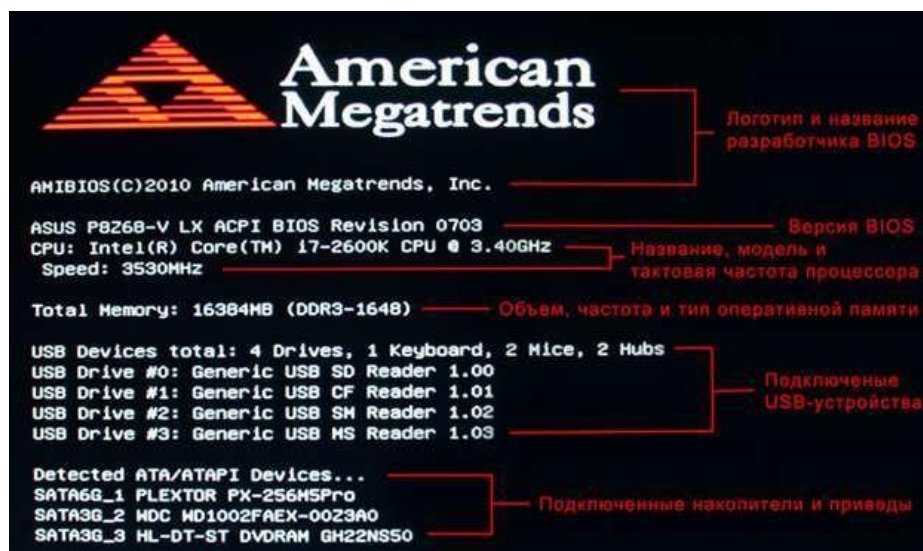 American
Megatrends
Логотип и название
разработчика BIOS
AMIBIOS(C)2010 American Megatrends, Inc.
ASUS P8Z68-V LX ACPI BIOS Revision 0703
Версия BIOS
CPU: Intel(R) Core(TM) i7-2600K CPU @ 3.40GHz
Speed: 3530MHz
Название, модель и
тактовая частота процессора
Total Memory: 16384MB (DDR3-1648)
Объем, частота и тип оперативной памяти
USB Devices total: 4 Drives, 1 Keyboard, 2 Mice, 2 Hubs
USB Drive #0: Generic USB SD Reader 1.00
USB Drive #1: Generic USB CF Reader 1.01
USB Drive #2: Generic USB SM Reader 1.02
USB Drive #3: Generic USB MS Reader 1.03
Подключеные
USB-устройства
Detected ATA/ATAPI Devices...
SATA6G_1 PLEXTOR PX-256M5Pro
SATA3G_2 WDC WD1002FAEX-00Z3A0
SATA3G_3 HL-DT-ST DVDRAM GH22NS50
Подключенные накопители и приводы